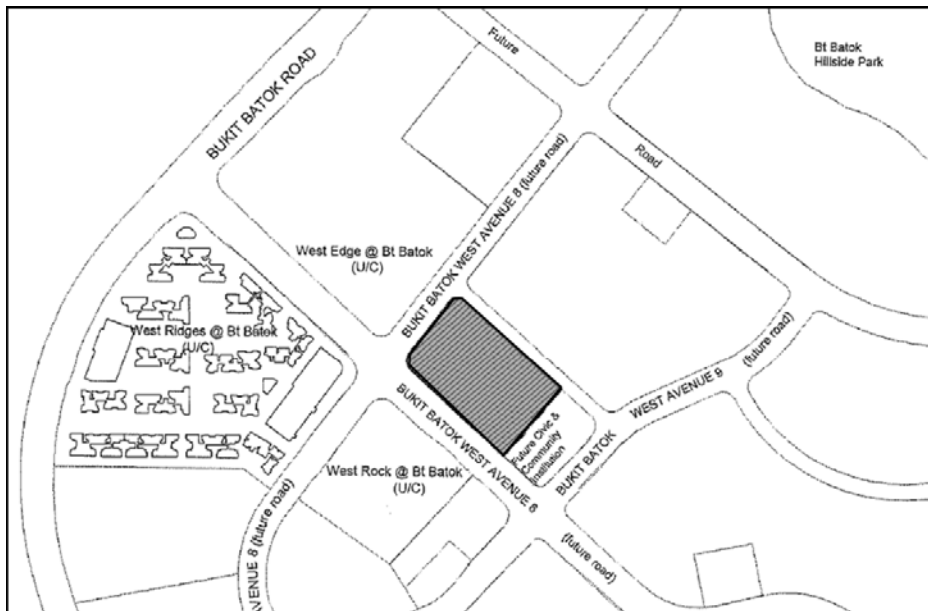 Future
Bt Batok
Hillside Park
BUKIT BATOK ROAD
Road
BUKIT BATOK WEST AVENUE 8 (future road)
West Edge @ Bt Batok
(U/C)
West Ridges @ Bt Batok
(U/C)
BUKIT BATOK WEST AVENUE 9 (future road)
BUKIT BATOK WEST AVENUE 6 (future road)
Future Civic &
Community
Institution
West Rock @ Bt Batok
(U/C)
AVENUE 8 (future road)